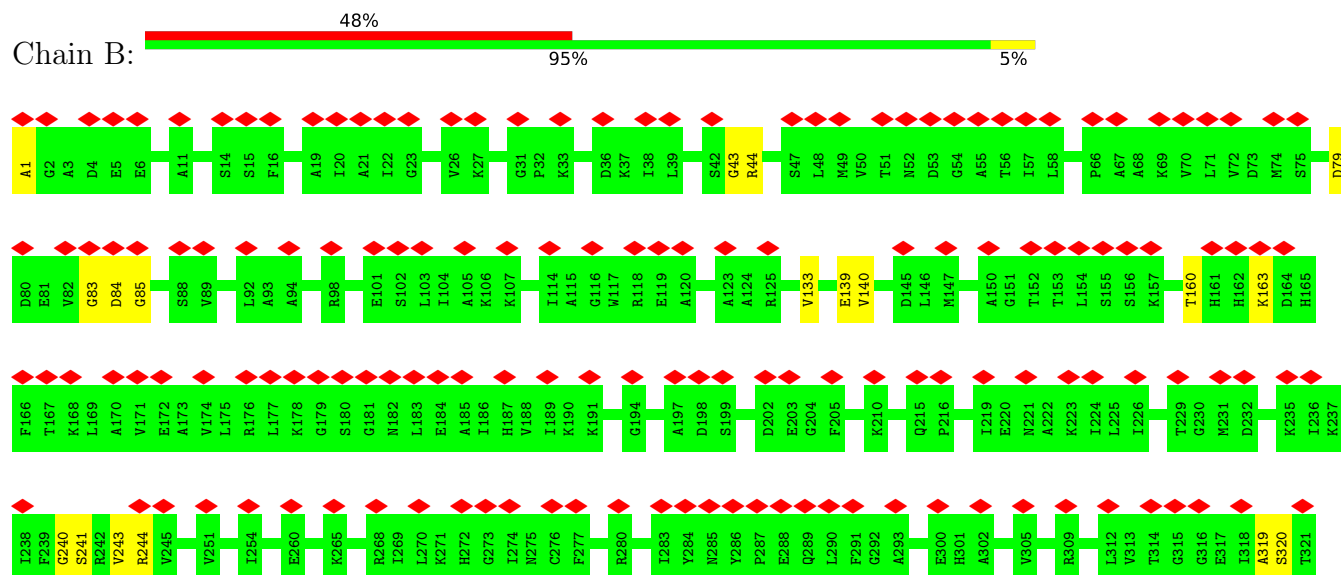 48%
Chain B:
95% 5%
A1 G2 A3 D4 E5 E6 A11 S14 S15 F16 A19 I20 A21 I22 G23 V26 K27 G31 P32 K33 D36 K37 I38 L39 S42 G43 R44 S47 L48 M49 V50 T51 N52 D53 G54 A55 T56 I57 L58 P66 A67 A68 K69 V70 L71 V72 D73 M74 S75 D79
D80 E81 V82 G83 D84 G85 S88 V89 L92 A93 A94 R98 E101 S102 L103 I104 A105 K106 K107 I114 A115 G116 W117 R118 E119 A120 A123 A124 R125 V133 E139 V140 D145 L146 M147 A150 G151 T152 T153 L154 S155 S156 K157 T160 H161 H162 K163 D164 H165
F166 T167 K168 L169 A170 V171 E172 A173 V174 L175 R176 L177 K178 G179 S180 G181 N182 L183 E184 A185 I186 H187 V188 I189 K190 K191 G194 A197 D198 S199 D202 E203 G204 F205 K210 Q215 P216 I219 E220 N221 A222 K223 I224 L225 I226 T229 G230 M231 D232 K235 I236 K237
I238 F239 G240 S241 R242 V243 R244 V245 V251 I254 E260 K265 R268 I269 L270 K271 H272 G273 I274 N275 C276 F277 R280 I283 Y284 N285 Y286 P287 E288 Q289 L290 F291 G292 A293 E300 H301 A302 V305 R309 L312 V313 T314 G315 G316 E317 I318 A319 S320 T321